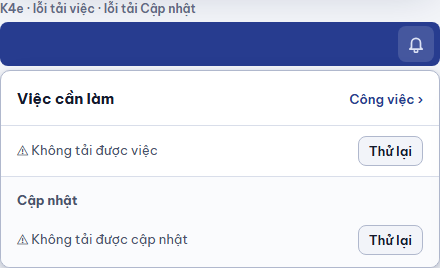 K4e · lỗi tải việc · lỗi tải Cập nhật
Việc cần làm
Công việc ›
⚠ Không tải được việc
Thử lại
Cập nhật
⚠ Không tải được cập nhật
Thử lại